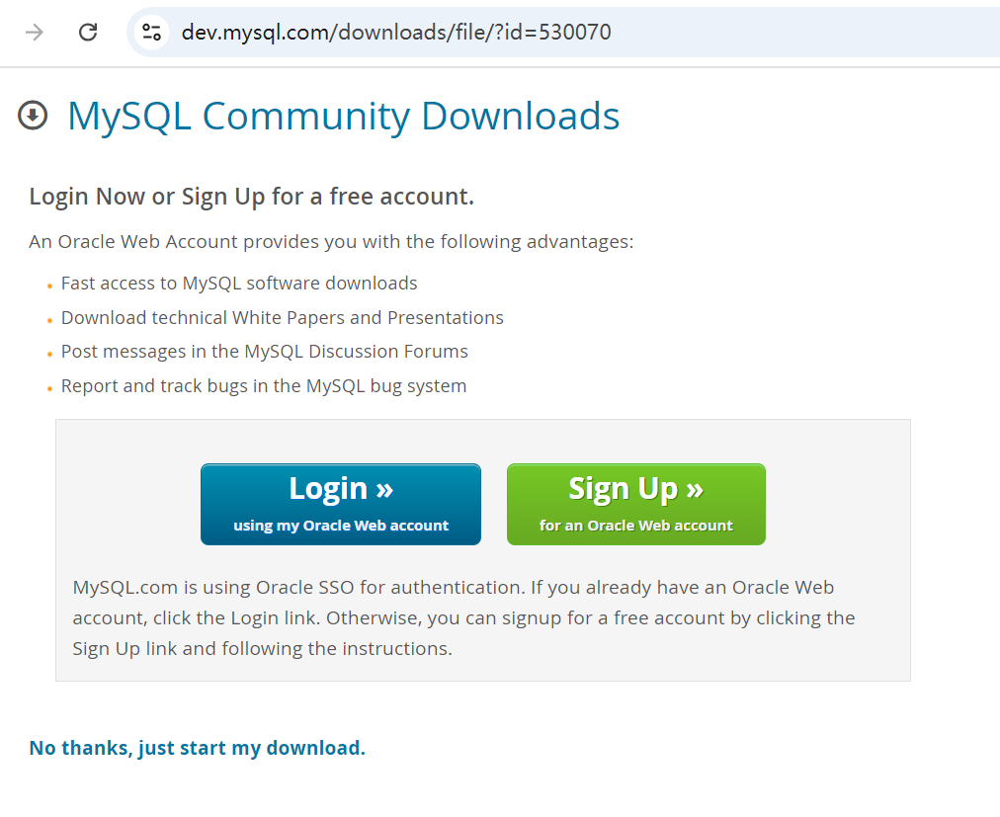 dev.mysql.com/downloads/file/?id=530070
MySQL Community Downloads
Login Now or Sign Up for a free account.
An Oracle Web Account provides you with the following advantages:
Fast access to MySQL software downloads
Download technical White Papers and Presentations
Post messages in the MySQL Discussion Forums
Report and track bugs in the MySQL bug system
Login »
using my Oracle Web account
Sign Up »
for an Oracle Web account
MySQL.com is using Oracle SSO for authentication. If you already have an Oracle Web
account, click the Login link. Otherwise, you can signup for a free account by clicking the
Sign Up link and following the instructions.
No thanks, just start my download.